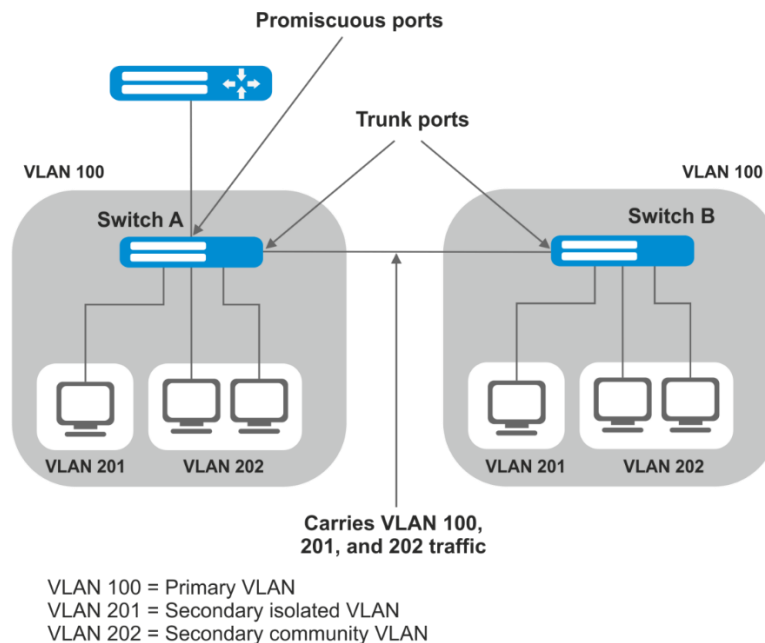 Promiscuous ports
Trunk ports
VLAN 100
VLAN 100
Switch A
Switch B
VLAN 201
VLAN 202
VLAN 201
VLAN 202
Carries VLAN 100,
201, and 202 traffic
VLAN 100 = Primary VLAN
VLAN 201 = Secondary isolated VLAN
VLAN 202 = Secondary community VLAN